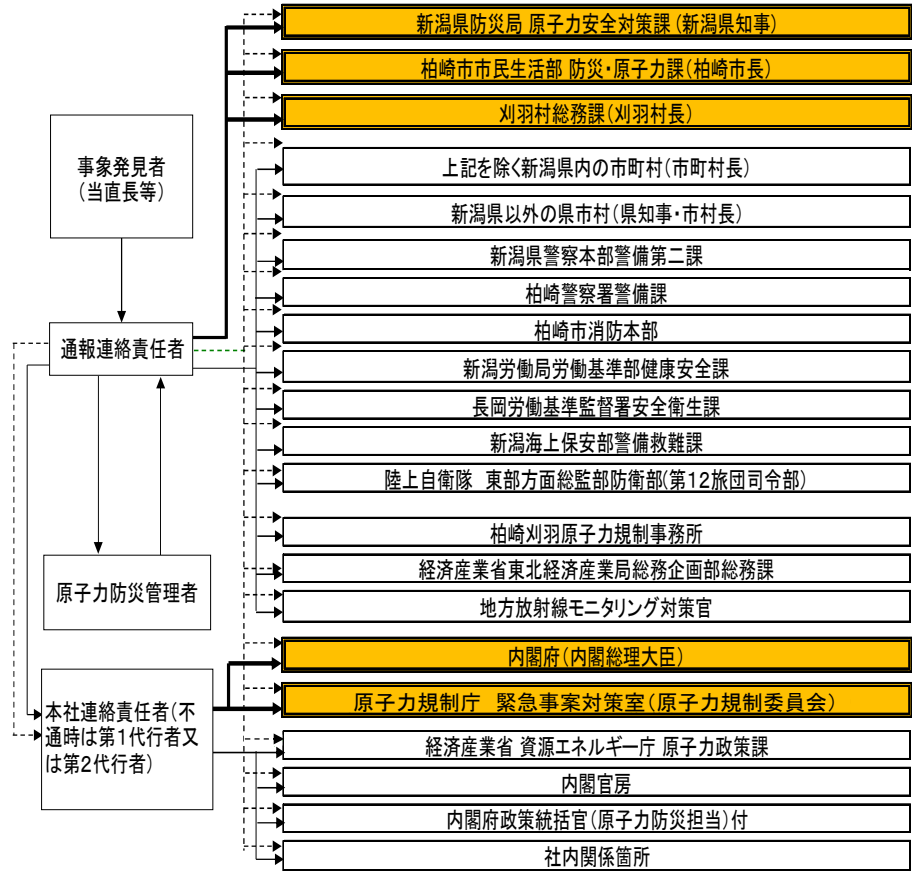 新潟県防災局 原子力安全対策課(新潟県知事)
柏崎市市民生活部 防災・原子力課(柏崎市長)
刈羽村総務課(刈羽村長)
上記を除く新潟県内の市町村(市町村長)
新潟県以外の県市村(県知事・市村長)
新潟県警察本部警備第二課
柏崎警察署警備課
柏崎市消防本部
新潟労働局労働基準部健康安全課
長岡労働基準監督署安全衛生課
新潟海上保安部警備救難課
陸上自衛隊 東部方面総監部防衛部(第12旅団司令部)
柏崎刈羽原子力規制事務所
経済産業省東北経済産業局総務企画部総務課
地方放射線モニタリング対策官
内閣府(内閣総理大臣)
原子力規制庁 緊急事案対策室(原子力規制委員会)
経済産業省 資源エネルギー庁 原子力政策課
内閣官房
内閣府政策統括官(原子力防災担当)付
社内関係箇所
事象発見者
(当直長等)
通報連絡責任者
原子力防災管理者
本社連絡責任者(不
通時は第1代行者又
は第2代行者)